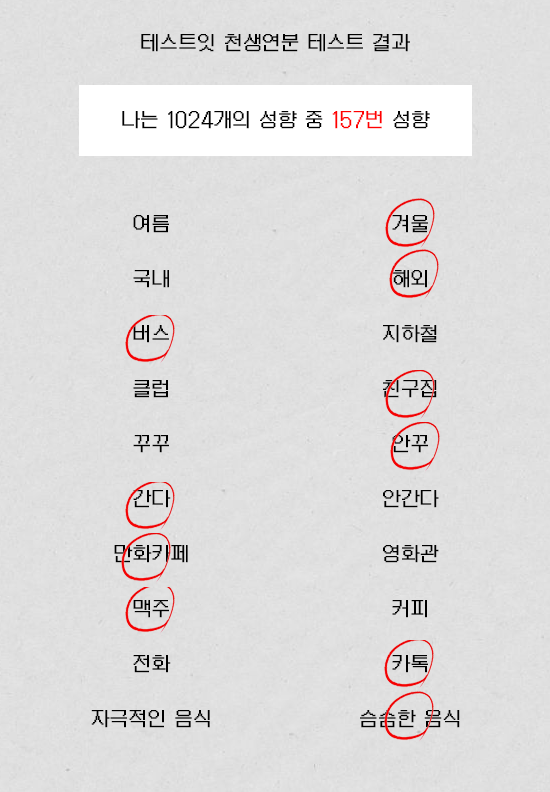 테스트잇 천생연분 테스트 결과
나는 1024개의 성향 중 157번 성향
여름 겨울
국내 해외
버스 지하철
클럽 친구집
꾸꾸 안꾸
간다 안간다
만화카페 영화관
맥주 커피
전화 카톡
자극적인 음식 슴슴한 음식